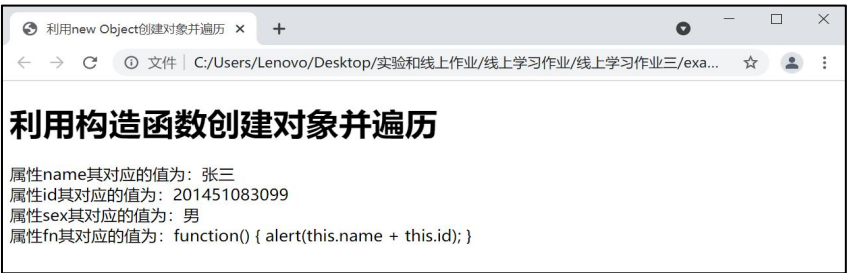 利用new Object创建对象并遍历
文件 | C:/Users/Lenovo/Desktop/实验和线上作业/线上学习作业/线上学习作业三/exa...
利用构造函数创建对象并遍历
属性name其对应的值为：张三
属性id其对应的值为：201451083099
属性sex其对应的值为：男
属性fn其对应的值为：function() { alert(this.name + this.id); }